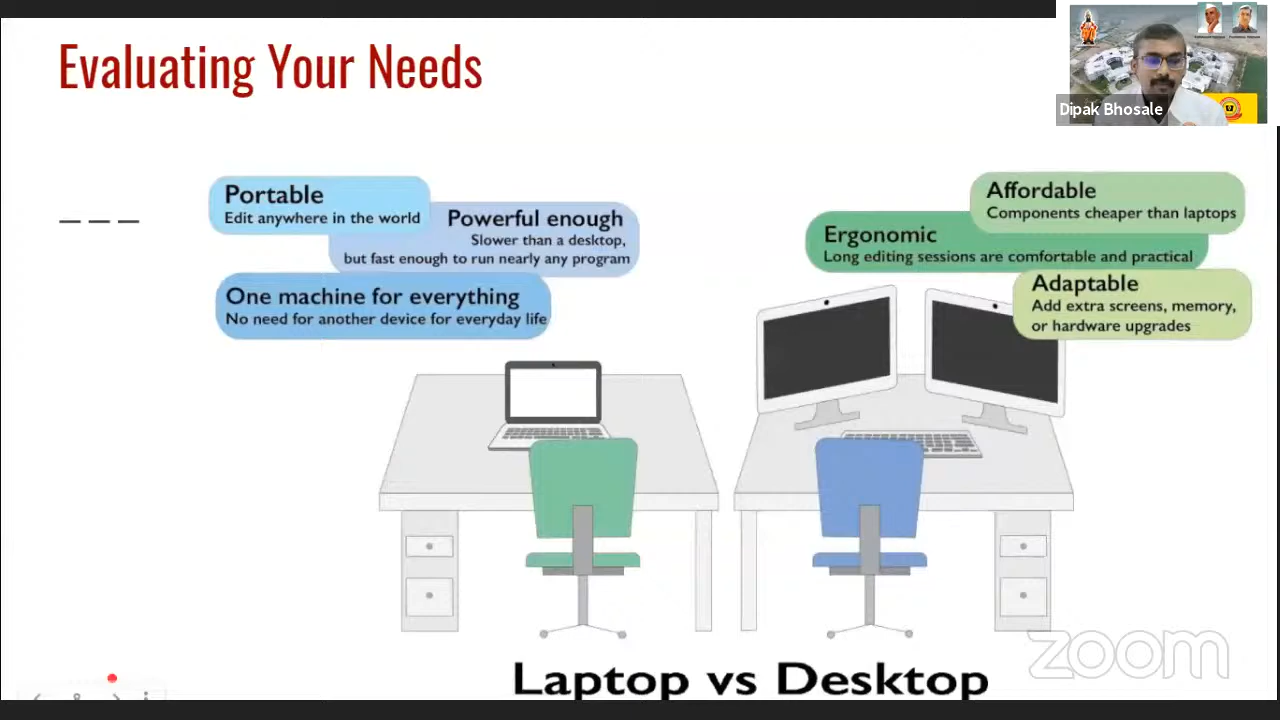 Evaluating Your Needs
Dipak Bhosale
Portable
Edit anywhere in the world
Powerful enough
Slower than a desktop,
but fast enough to run nearly any program
One machine for everything
No need for another device for everyday life
Affordable
Components cheaper than laptops
Ergonomic
Long editing sessions are comfortable and practical
Adaptable
Add extra screens, memory,
or hardware upgrades
zoom
Laptop vs Desktop